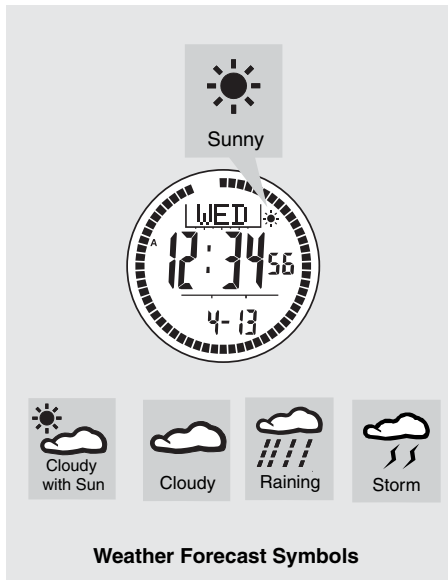 Sunny
WED
A
12:34 56
4-13
Cloudy
with Sun
Cloudy
Raining
Storm
Weather Forecast Symbols